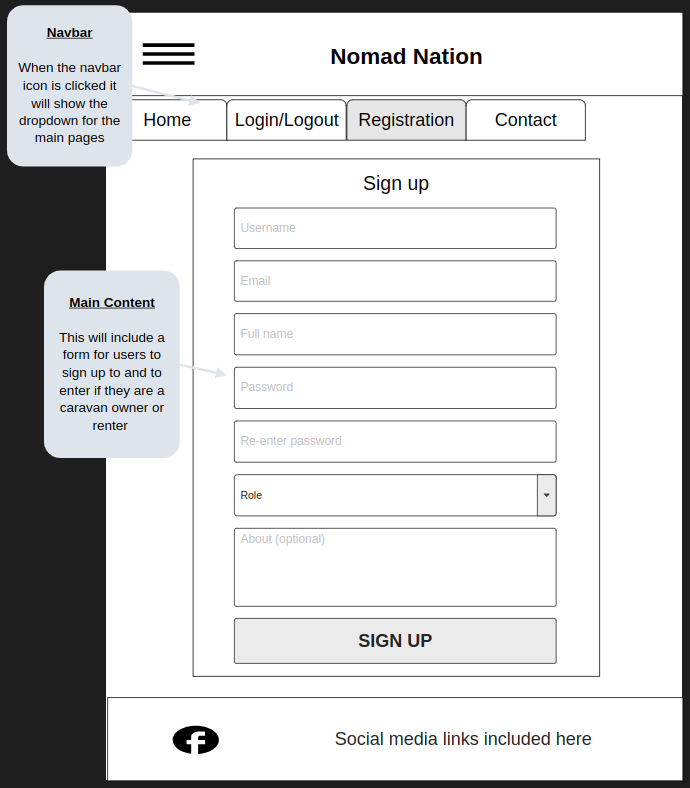 Navbar
When the navbar
icon is clicked it
will show the
dropdown for the
main pages
Nomad Nation
Home
Login/Logout
Registration
Contact
Sign up
Username
Email
Full name
Main Content
This will include a
form for users to
sign up to and to
enter if they are a
caravan owner or
renter
Password
Re-enter password
Role
About (optional)
SIGN UP
Social media links included here